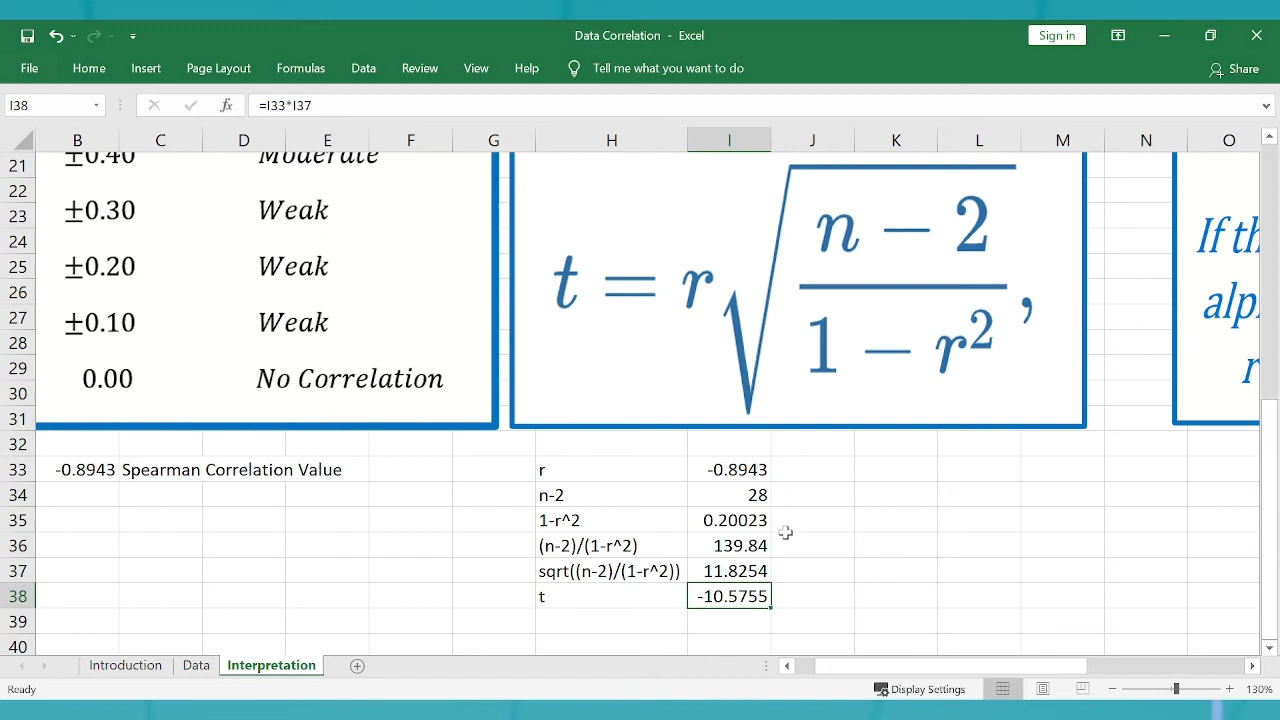 Data Correlation - Excel
Sign in
File Home Insert Page Layout Formulas Data Review View Help Tell me what you want to do Share
I38 fx =I33*I37
B C D E F G H I J K L M N O
21 ±0.40 Moderate
22
23 ±0.30 Weak
24
25 ±0.20 Weak
26
27 ±0.10 Weak
28
29 0.00 No Correlation
30
31
t = r√((n − 2)/(1 − r²)),
If
r
32
33 -0.8943 Spearman Correlation Value r -0.8943
34 n-2 28
35 1-r^2 0.20023
36 (n-2)/(1-r^2) 139.84
37 sqrt((n-2)/(1-r^2)) 11.8254
38 t -10.5755
39
40
Introduction Data Interpretation
Ready Display Settings 130%